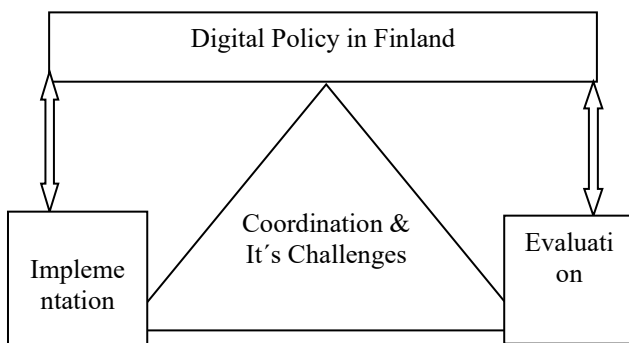 Digital Policy in Finland
Coordination &
It´s Challenges
Impleme
ntation
Evaluati
on